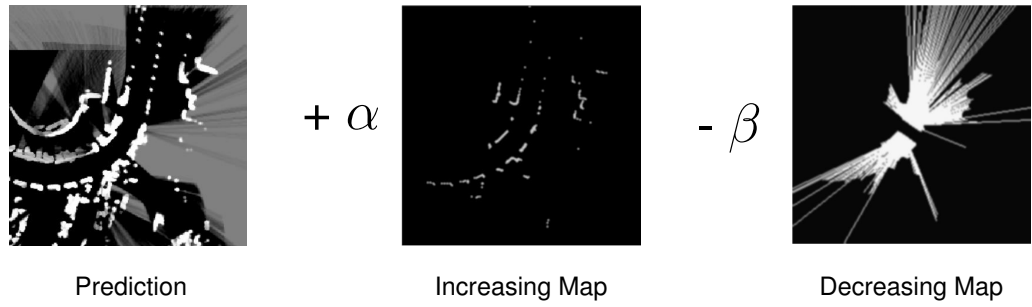 + α
- β
Prediction
Increasing Map
Decreasing Map